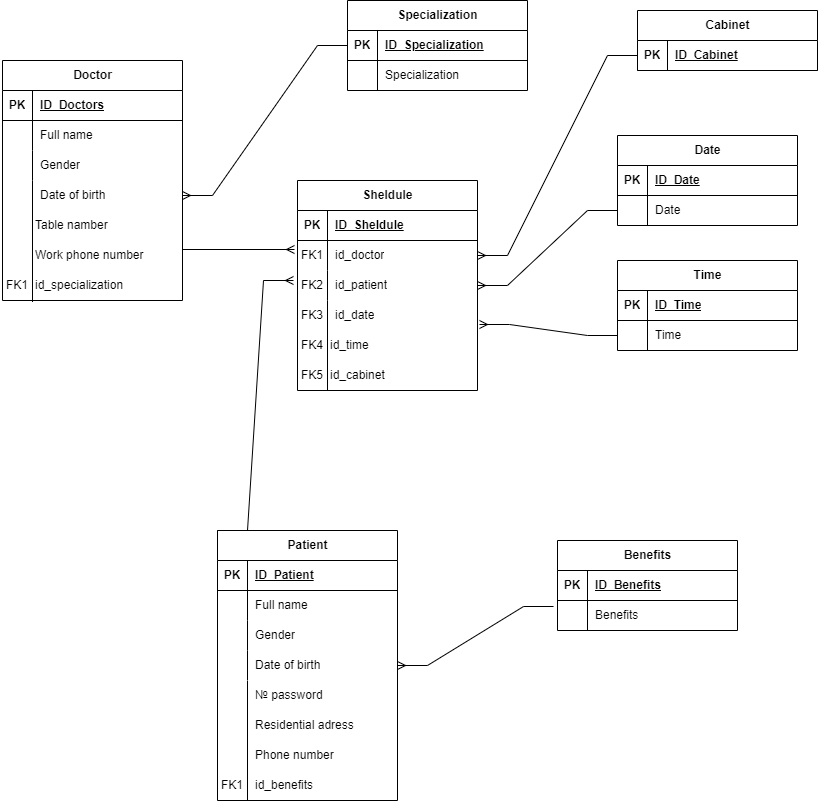 Specialization
PK ID_Specialization
Specialization
Cabinet
PK ID_Cabinet
Doctor
PK ID_Doctors
Full name
Gender
Date of birth
Table namber
Work phone number
FK1 id_specialization
Date
PK ID_Date
Date
Sheldule
PK ID_Sheldule
FK1 id_doctor
FK2 id_patient
FK3 id_date
FK4 id_time
FK5 id_cabinet
Time
PK ID_Time
Time
Patient
PK ID_Patient
Full name
Gender
Date of birth
№ password
Residential adress
Phone number
FK1 id_benefits
Benefits
PK ID_Benefits
Benefits